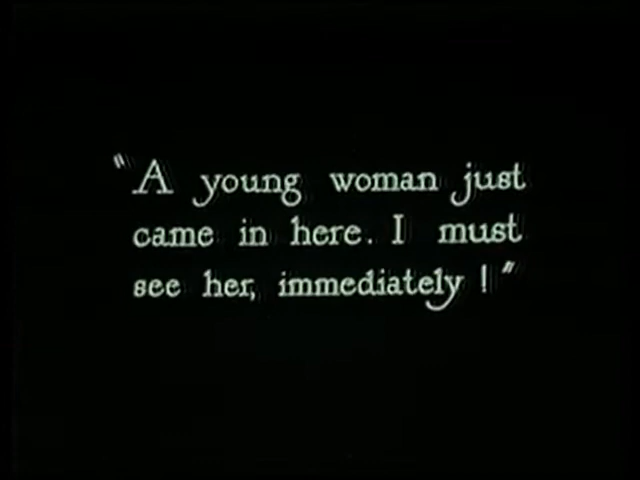 "A young woman just
came in here. I must
see her, immediately!"